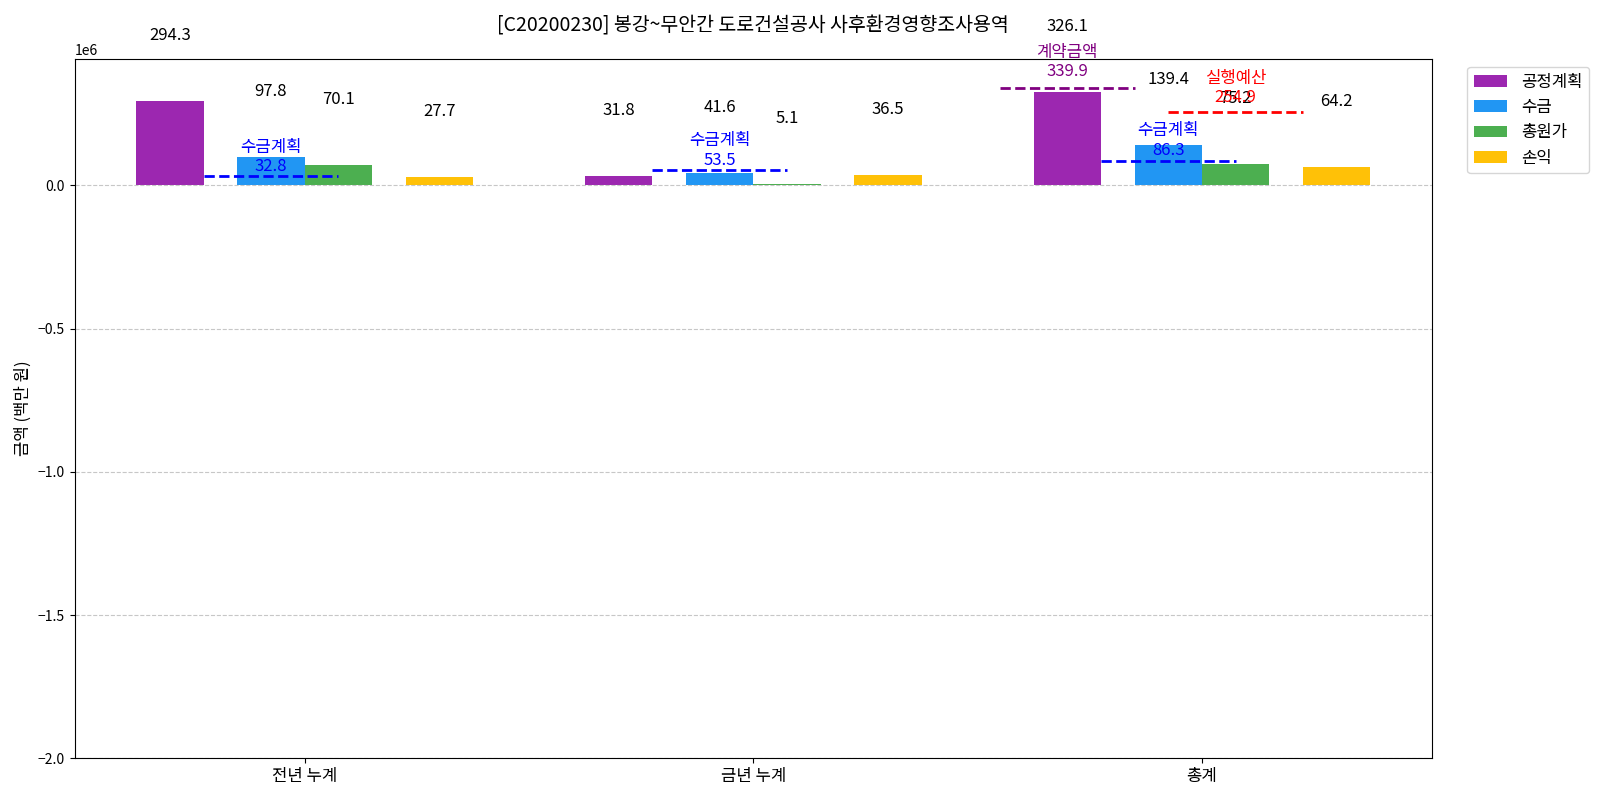 [C20200230] 봉강~무안간 도로건설공사 사후환경영향조사용역
1e6
금액 (백만 원)
0.0
−0.5
−1.0
−1.5
−2.0
294.3
97.8
70.1
27.7
수금계획
32.8
31.8
41.6
5.1
36.5
수금계획
53.5
326.1
계약금액
339.9
139.4
실행예산
75.2
64.2
수금계획
86.3
전년 누계
금년 누계
총계
공정계획
수금
총원가
손익